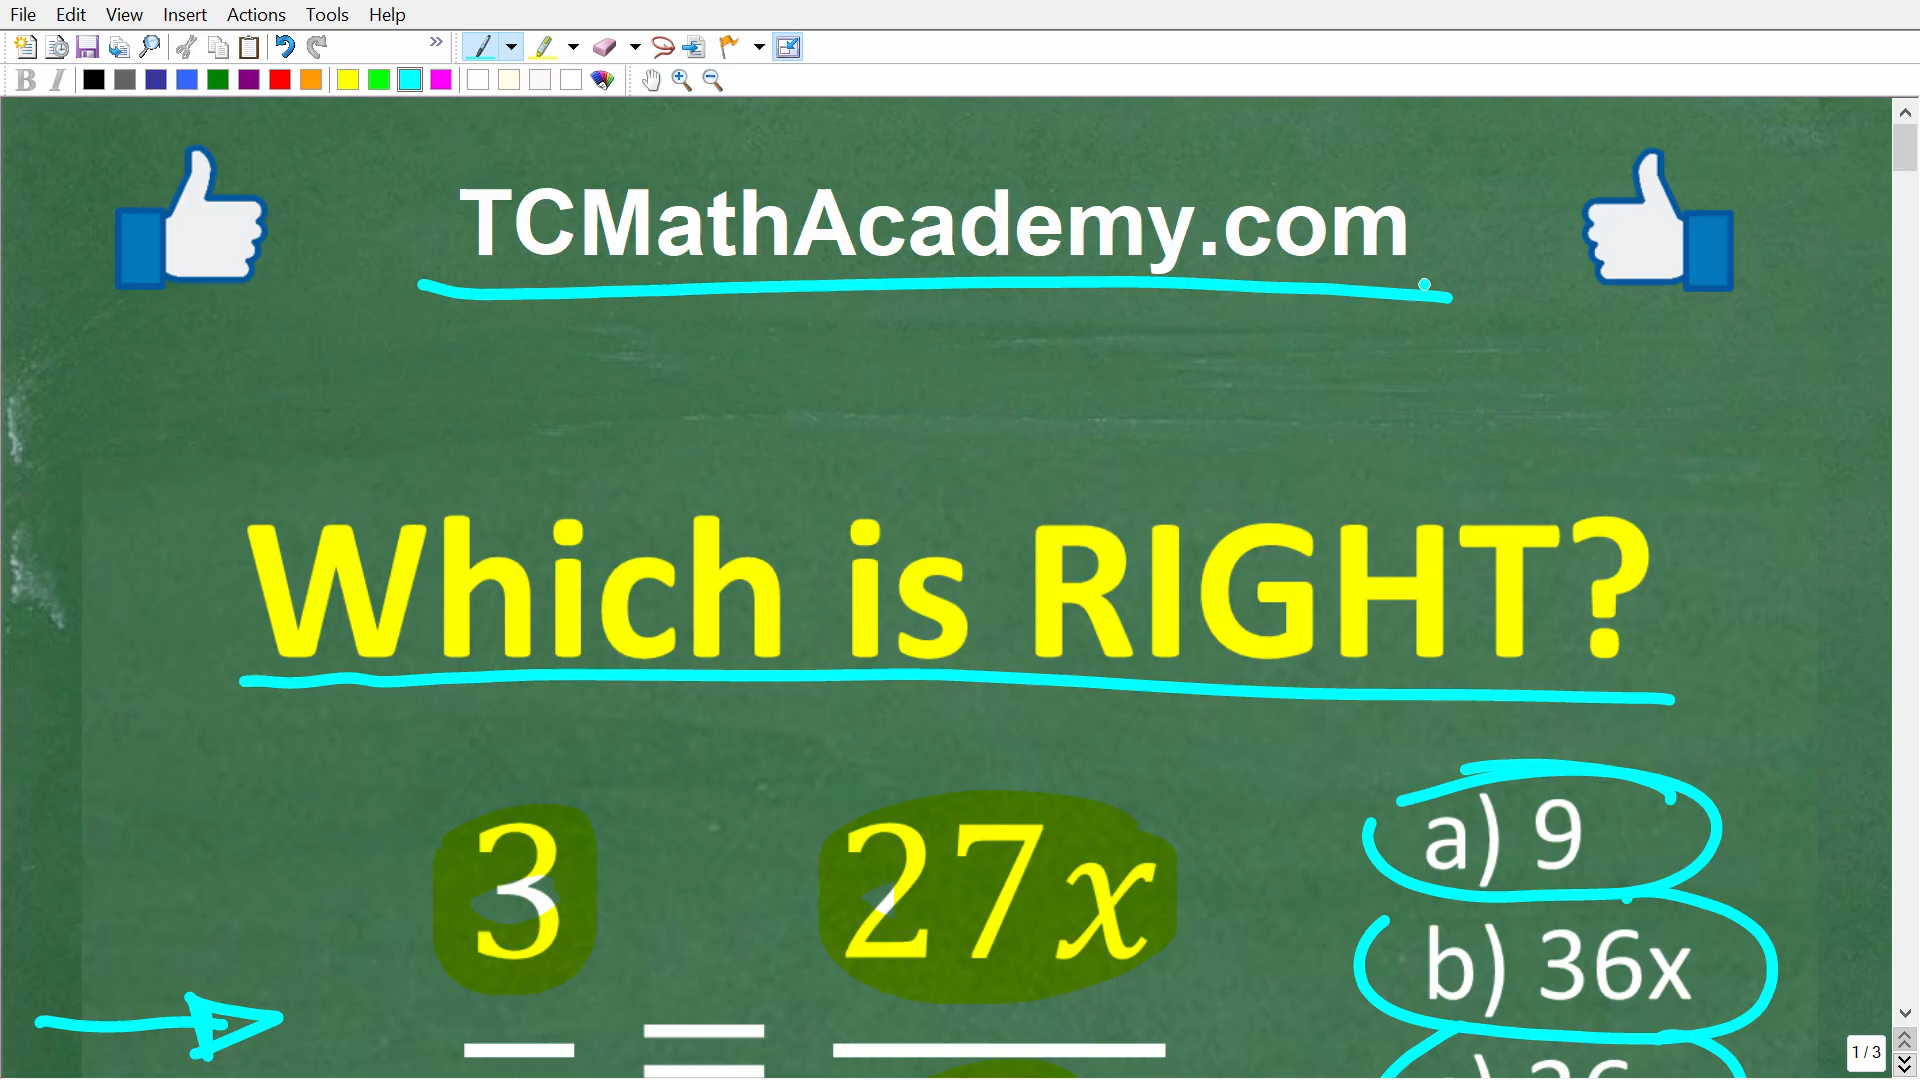 File Edit View Insert Actions Tools Help
B I
TCMathAcademy.com
Which is RIGHT?
3 = 27x
a) 9
b) 36x
1 / 3